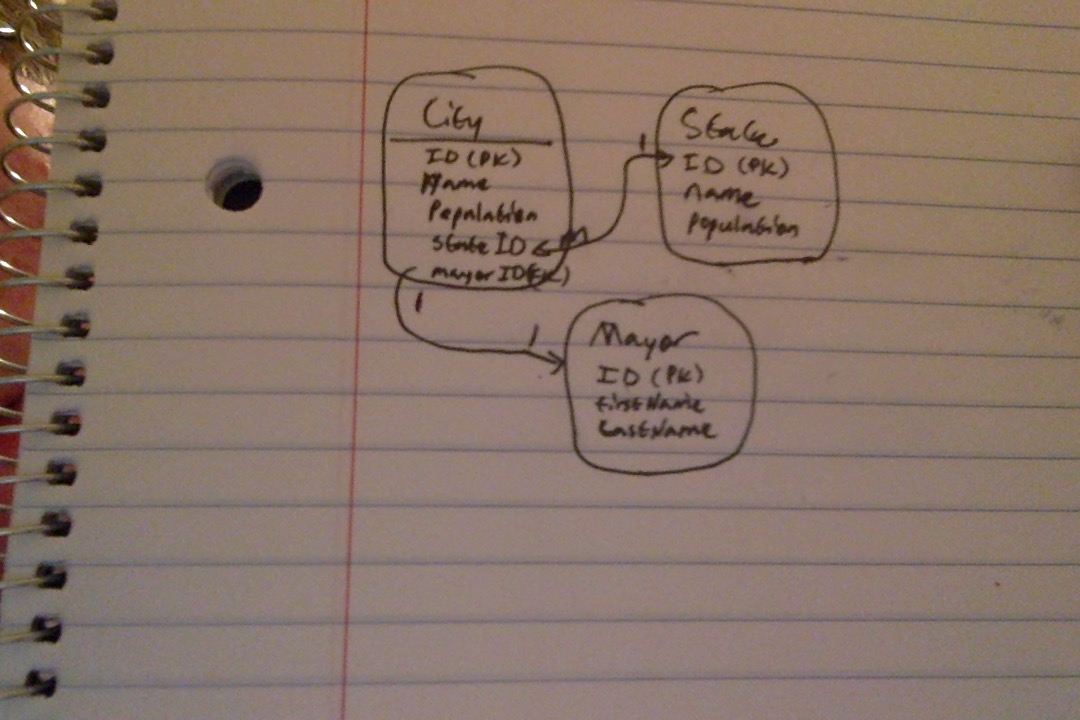 City
ID (PK)
Name
Population
state ID
mayor ID(FK)
1
State
ID (PK)
name
population
1
m
1
Mayor
ID (PK)
firstName
LastName